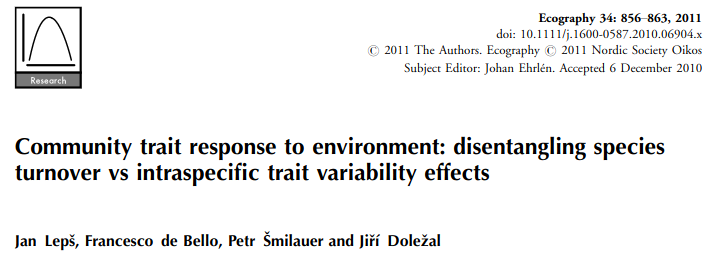 Research
Ecography 34: 856–863, 2011
doi: 10.1111/j.1600-0587.2010.06904.x
© 2011 The Authors. Ecography © 2011 Nordic Society Oikos
Subject Editor: Johan Ehrlén. Accepted 6 December 2010
Community trait response to environment: disentangling species
turnover vs intraspecific trait variability effects
Jan Lepš, Francesco de Bello, Petr Šmilauer and Jiří Doležal